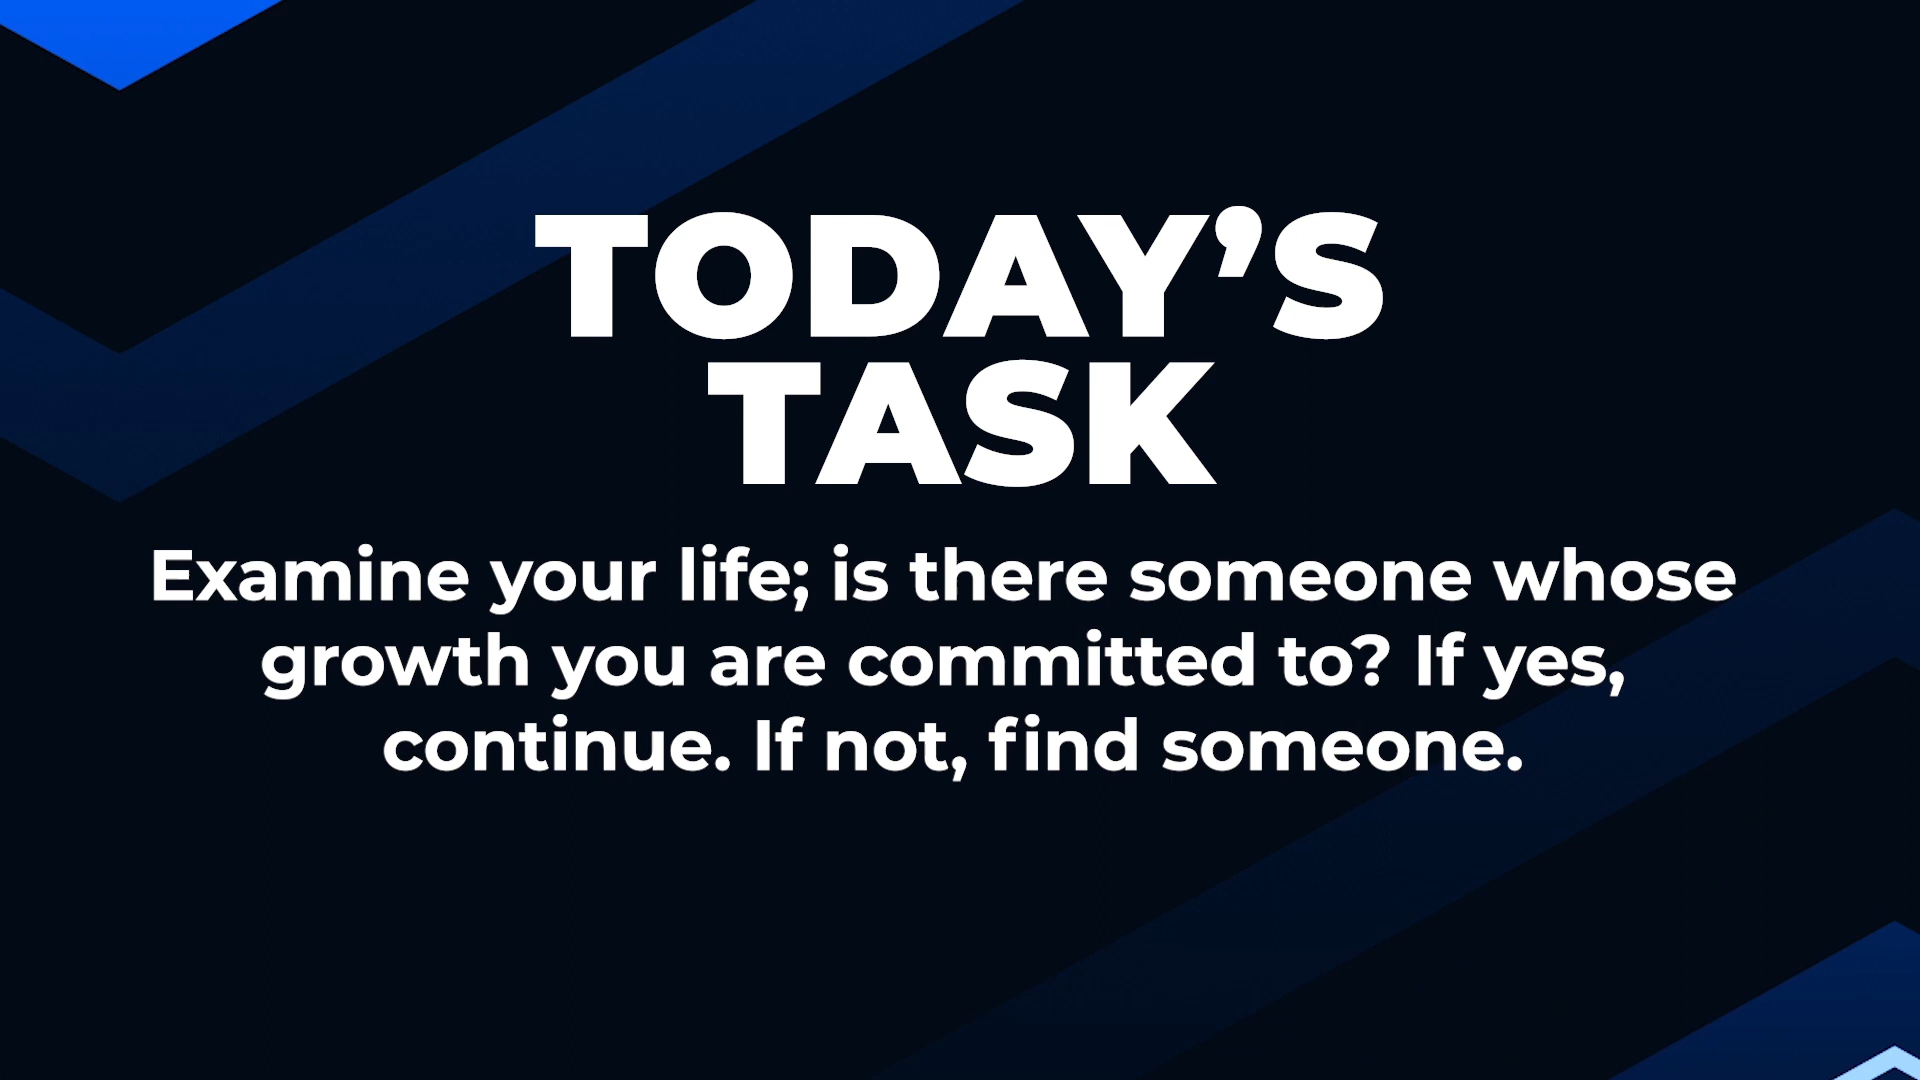 TODAY’S
TASK
Examine your life; is there someone whose
growth you are committed to? If yes,
continue. If not, find someone.